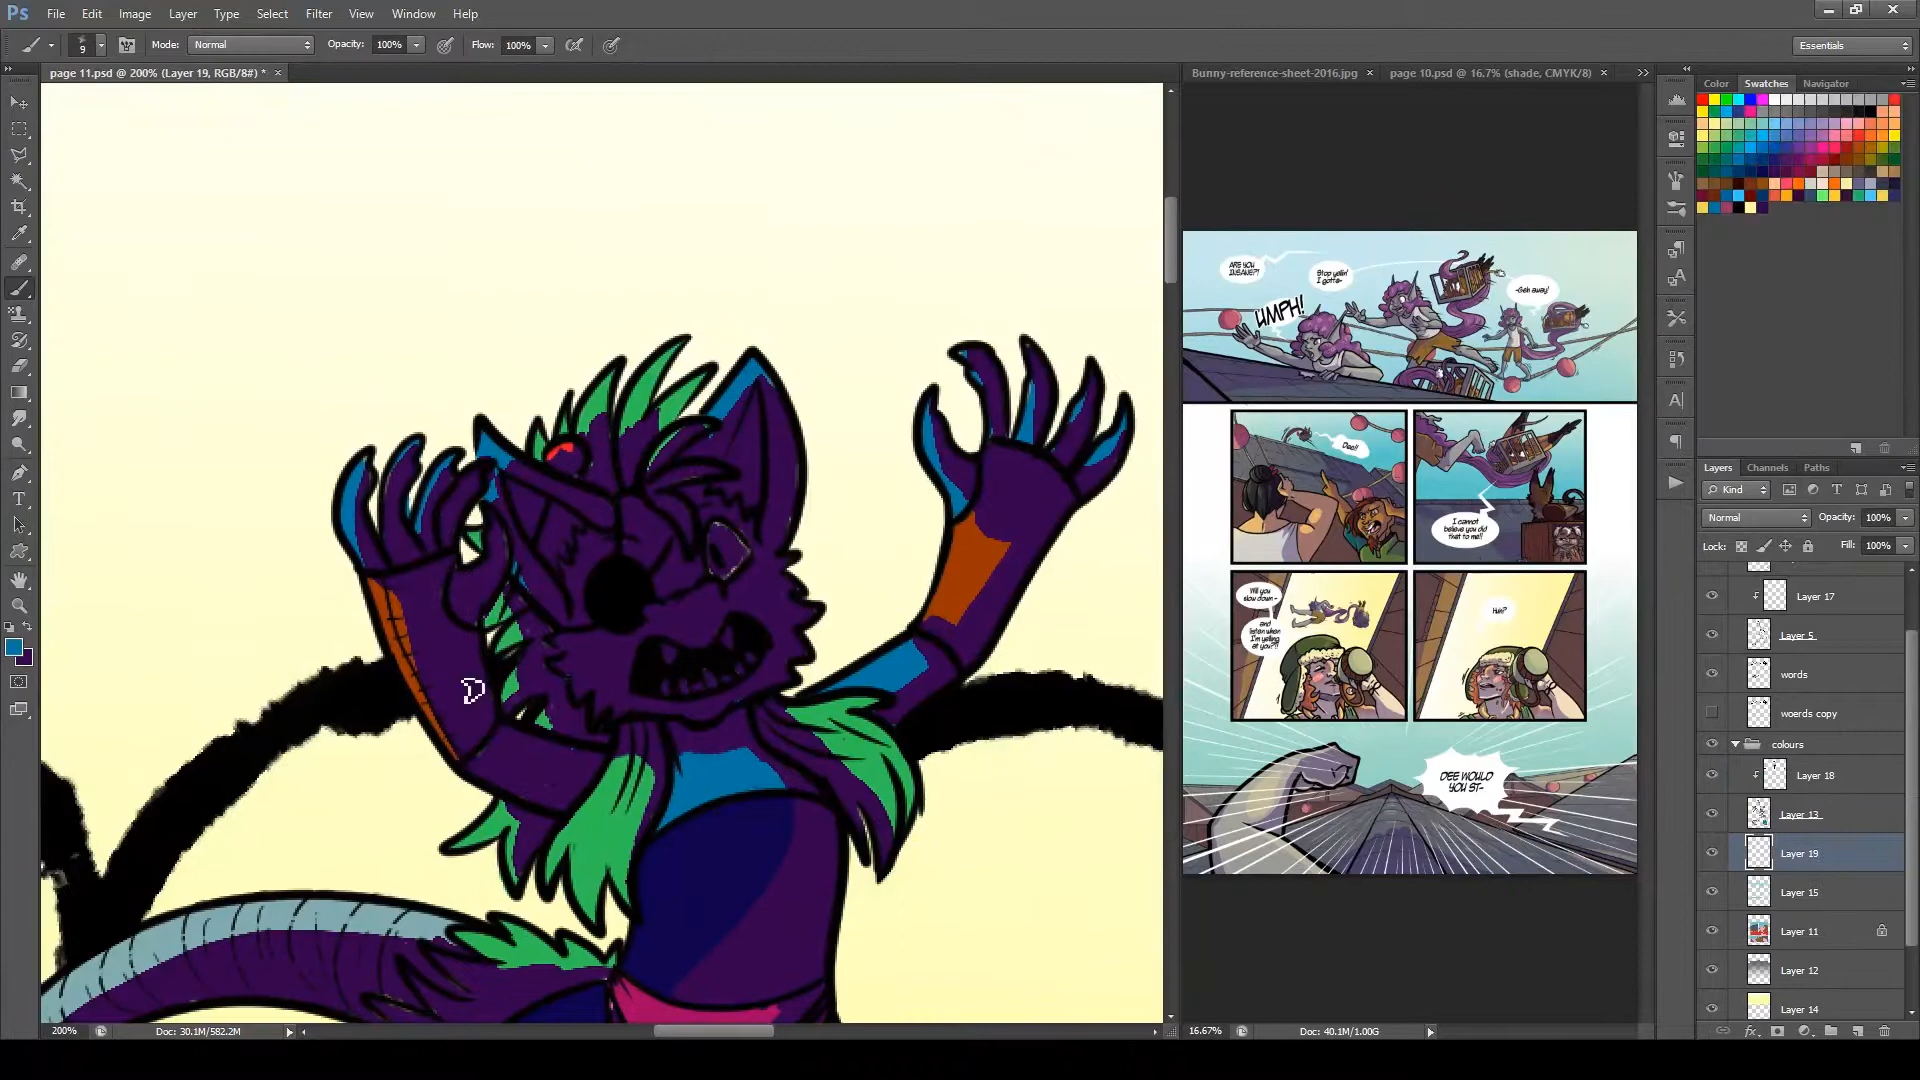 Ps File Edit Image Layer Type Select Filter View Window Help
9 Mode: Normal Opacity: 100% Flow: 100% Essentials
page 11.psd @ 200% (Layer 19, RGB/8#) * ×
Bunny-reference-sheet-2016.jpg × page 10.psd @ 16.7% (shade, CMYK/8) ×
Color Swatches Navigator
ARE YOU
INSANE?!
Stop yellin'
I gotta-
-Geh away!
UMPH!
Dee!!
I cannot
believe you did
that to me!!
Will you
slow down -
and
listen when
I'm yelling
at you?!
Huh?
DEE WOULD
YOU ST-
Layers Channels Paths
Kind
Normal Opacity: 100%
Lock: Fill: 100%
Layer 17
Layer 5
words
woerds copy
colours
Layer 18
Layer 13
Layer 19
Layer 15
Layer 11
Layer 12
Layer 14
200% Doc: 30.1M/582.2M
16.67% Doc: 40.1M/1.00G